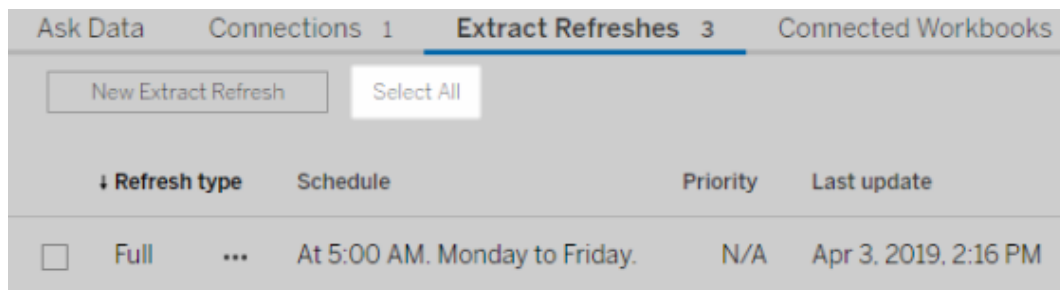 Ask Data Connections 1 Extract Refreshes 3 Connected Workbooks
New Extract Refresh Select All
↓ Refresh type Schedule Priority Last update
Full ... At 5:00 AM. Monday to Friday. N/A Apr 3, 2019, 2:16 PM